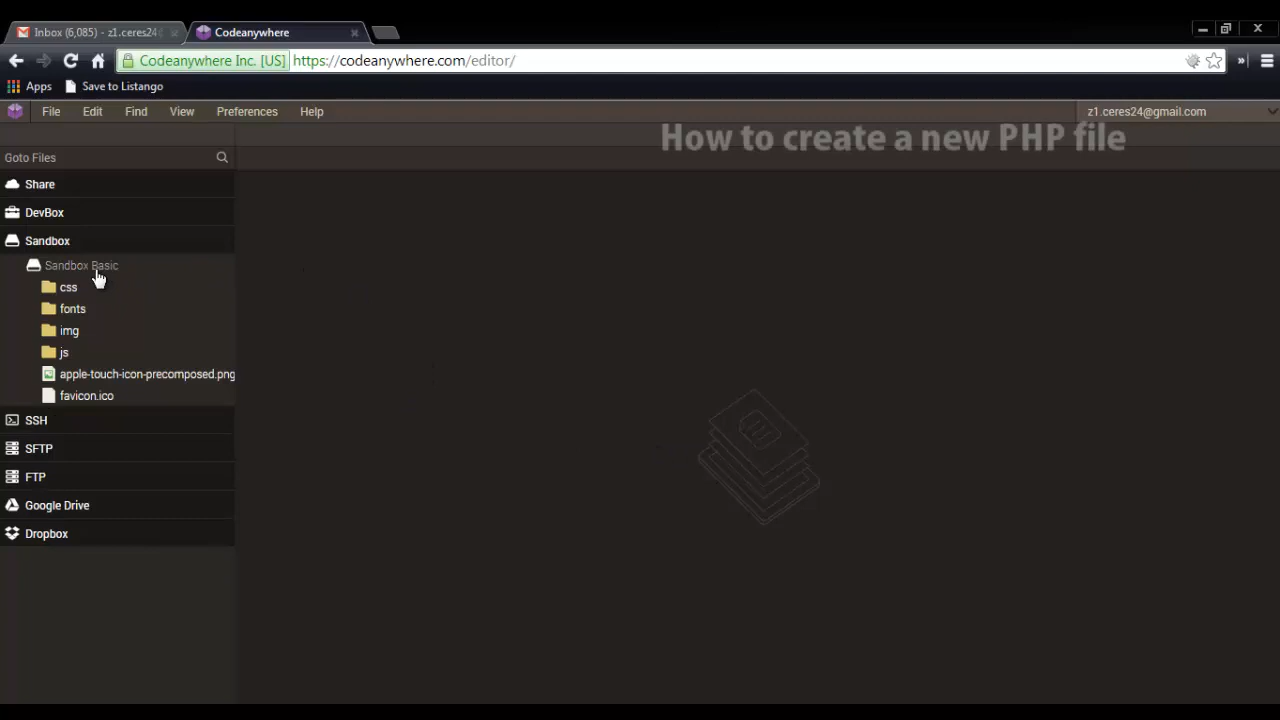 Inbox (6,085) - z1.ceres24@
Codeanywhere
Codeanywhere Inc. [US]
https://codeanywhere.com/editor/
Apps
Save to Listango
File
Edit
Find
View
Preferences
Help
z1.ceres24@gmail.com
How to create a new PHP file
Goto Files
Share
DevBox
Sandbox
Sandbox Basic
css
fonts
img
js
apple-touch-icon-precomposed.png
favicon.ico
SSH
SFTP
FTP
Google Drive
Dropbox